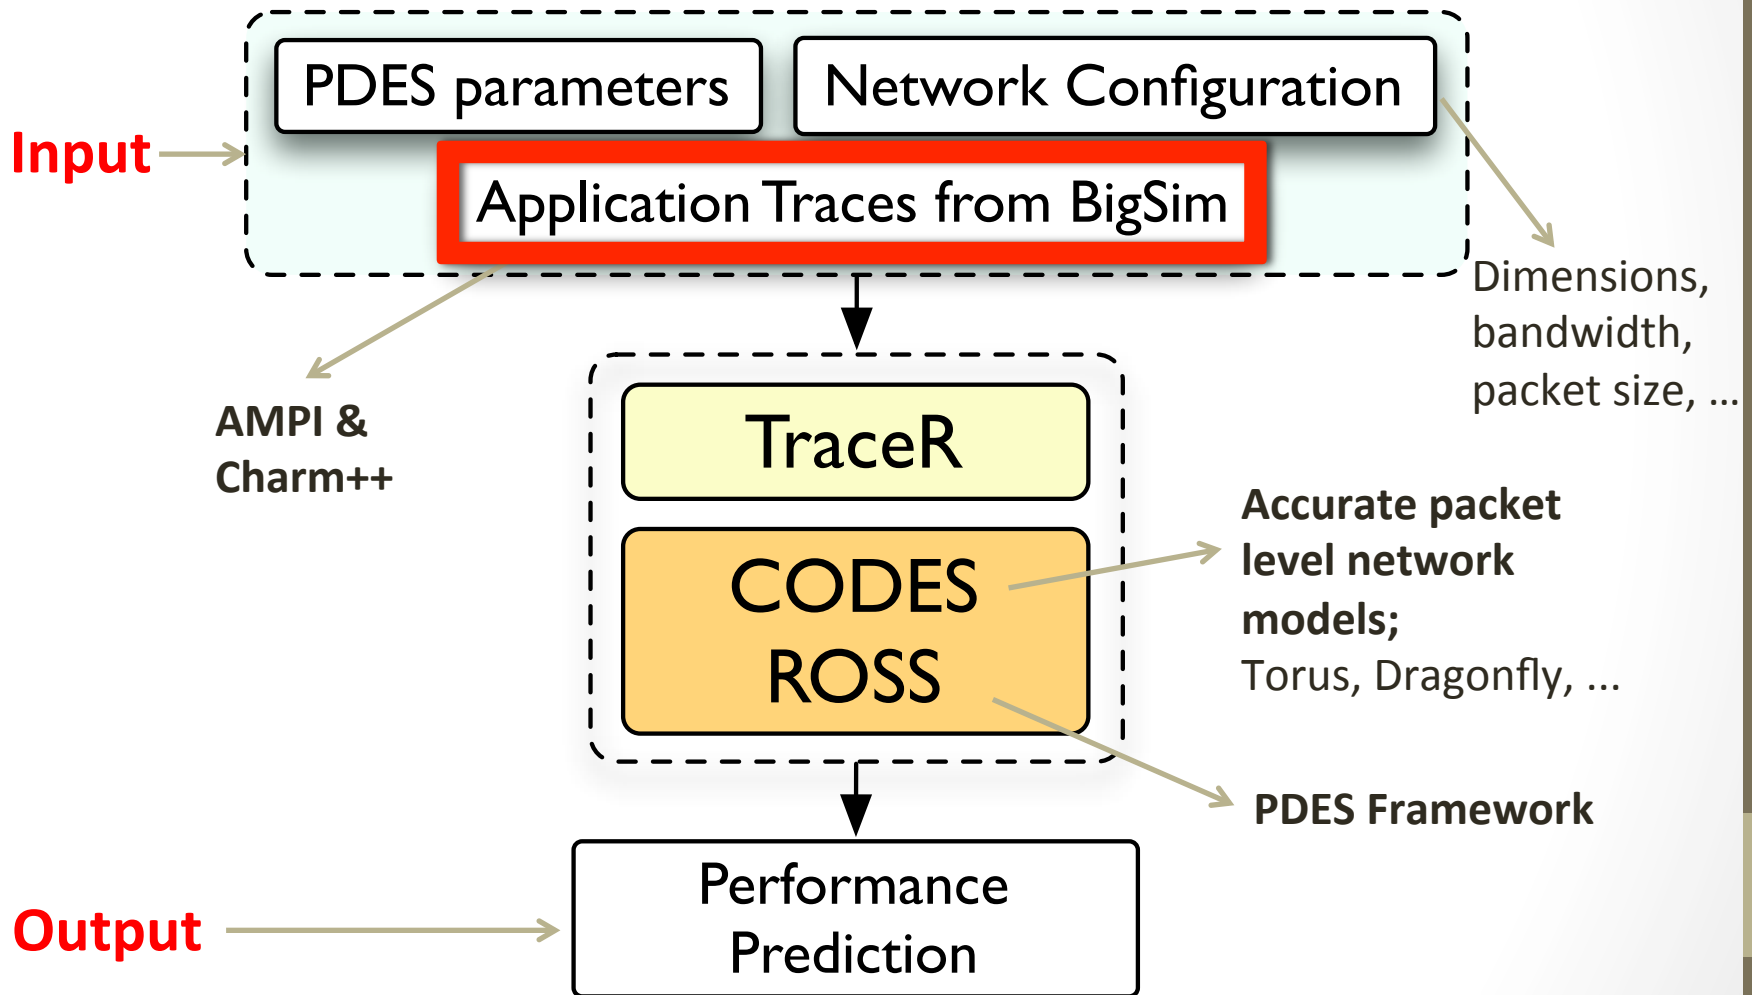 PDES parameters
Network Configuration
Input
Application Traces from BigSim
Dimensions,
bandwidth,
packet size, ...
AMPI &
Charm++
TraceR
CODES
ROSS
Accurate packet
level network
models;
Torus, Dragonfly, ...
PDES Framework
Output
Performance
Prediction